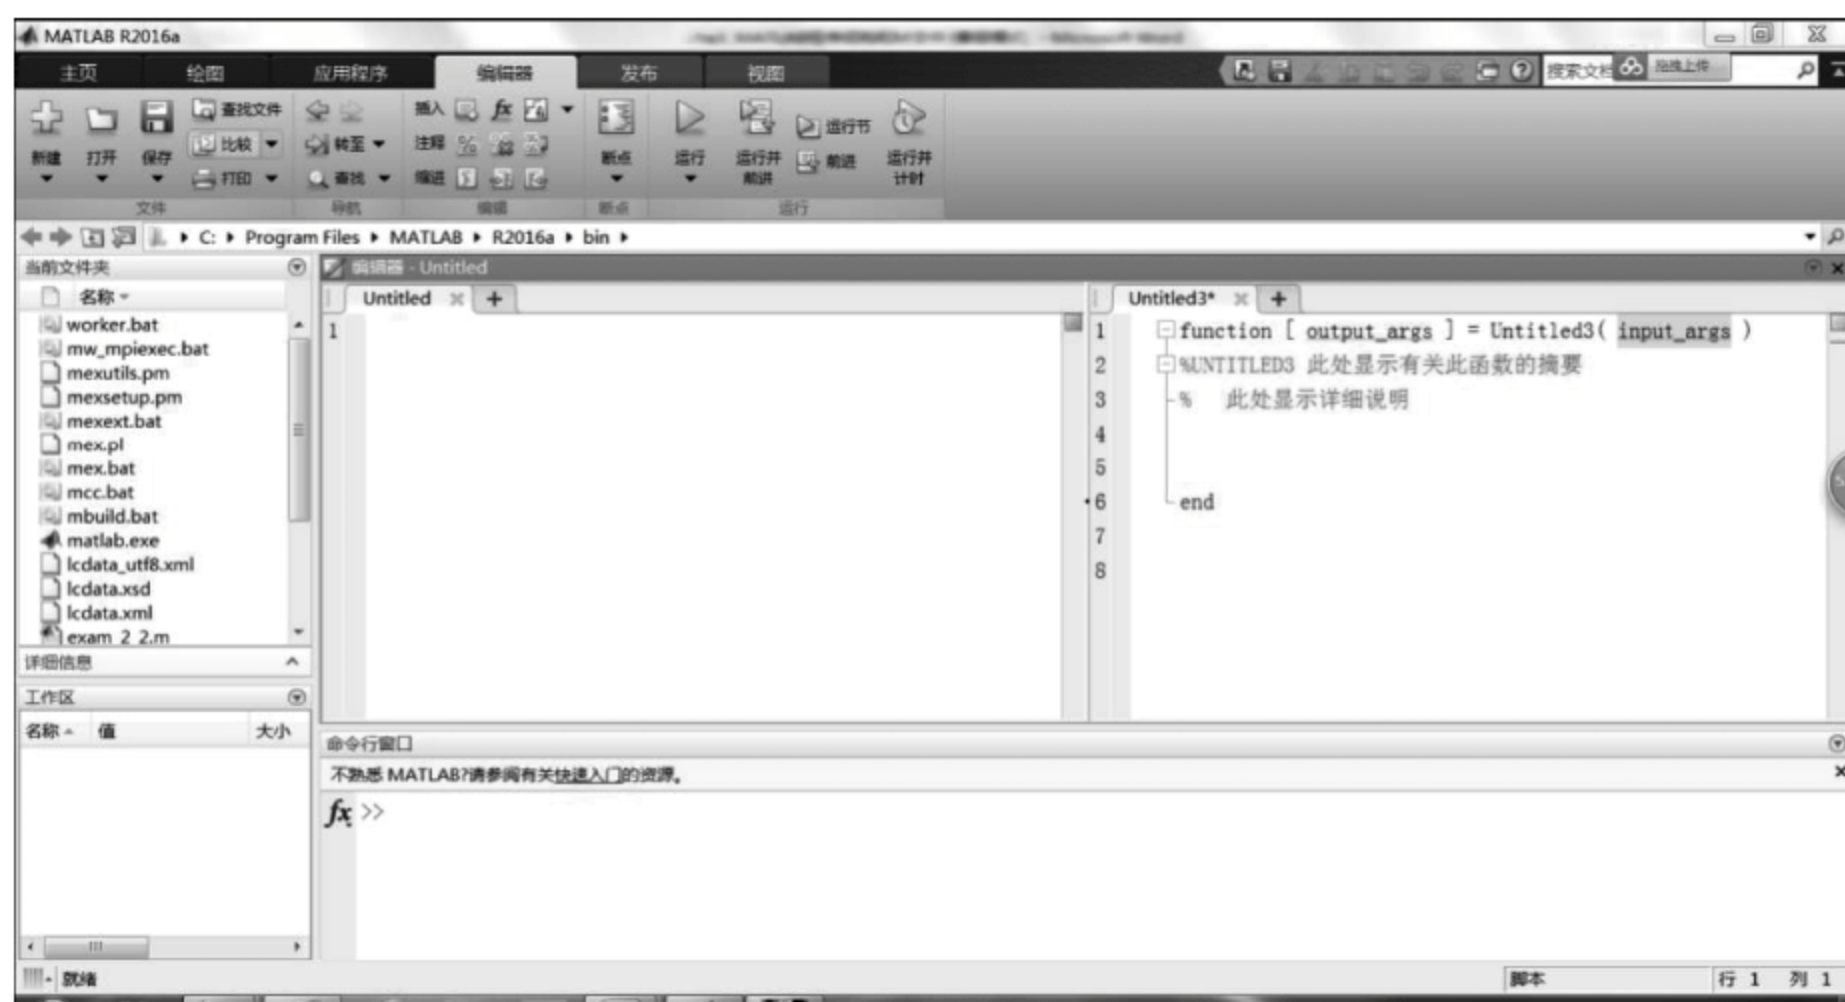 MATLAB R2016a
主页 绘图 应用程序 编辑器 发布 视图 搜索文档 拖拽上传
新建 打开 保存 查找文件 比较 打印 转至 查找 插入 注释 缩进 fx 断点 运行 运行并前进 运行节 前进 运行并计时
文件 导航 编辑 断点 运行
C: Program Files MATLAB R2016a bin
当前文件夹
名称
worker.bat
mw_mpiexec.bat
mexutils.pm
mexsetup.pm
mexext.bat
mex.pl
mex.bat
mcc.bat
mbuild.bat
matlab.exe
lcdata_utf8.xml
lcdata.xsd
lcdata.xml
exam_2_2.m
详细信息
工作区
名称 值 大小
编辑器 - Untitled
Untitled
1
Untitled3*
1 function [ output_args ] = Untitled3( input_args )
2 %UNTITLED3 此处显示有关此函数的摘要
3 % 此处显示详细说明
4
5
6 end
7
8
命令行窗口
不熟悉 MATLAB?请参阅有关快速入门的资源。
fx >>
就绪 脚本 行 1 列 1